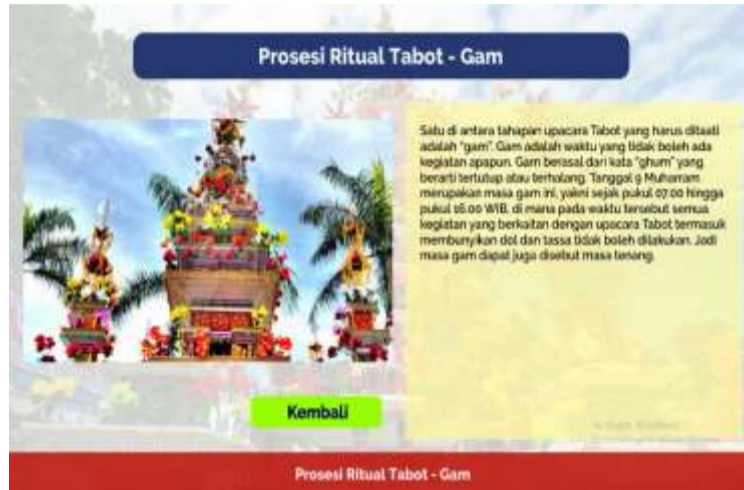 Prosesi Ritual Tabot - Gam
Satu di antara tahapan upacara Tabot yang harus ditaati
adalah "gam". Gam adalah waktu yang tidak boleh ada
kegiatan apapun. Gam berasal dari kata "ghum" yang
berarti tertutup atau terhalang. Tanggal 9 Muharram
merupakan masa gam ini, yakni sejak pukul 07.00 hingga
pukul 16.00 WIB, di mana pada waktu tersebut semua
kegiatan yang berkaitan dengan upacara Tabot termasuk
membunyikan dol dan tassa tidak boleh dilakukan. Jadi
masa gam dapat juga disebut masa tenang.
Kembali
Prosesi Ritual Tabot - Gam